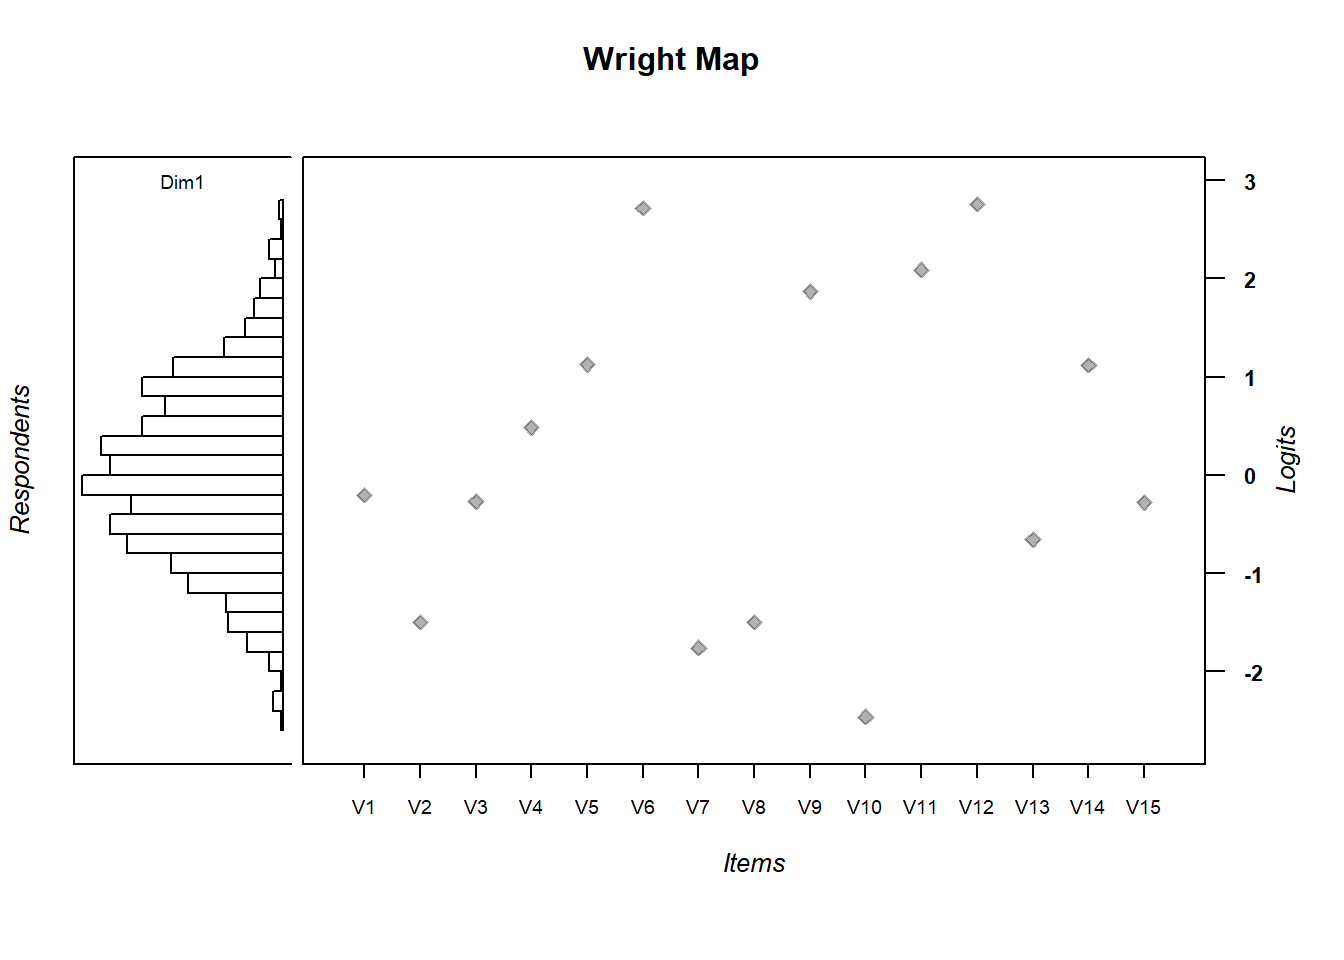 Wright Map
Dim1
Respondents
3
2
1
0
-1
-2
Logits
V1 V2 V3 V4 V5 V6 V7 V8 V9 V10 V11 V12 V13 V14 V15
Items